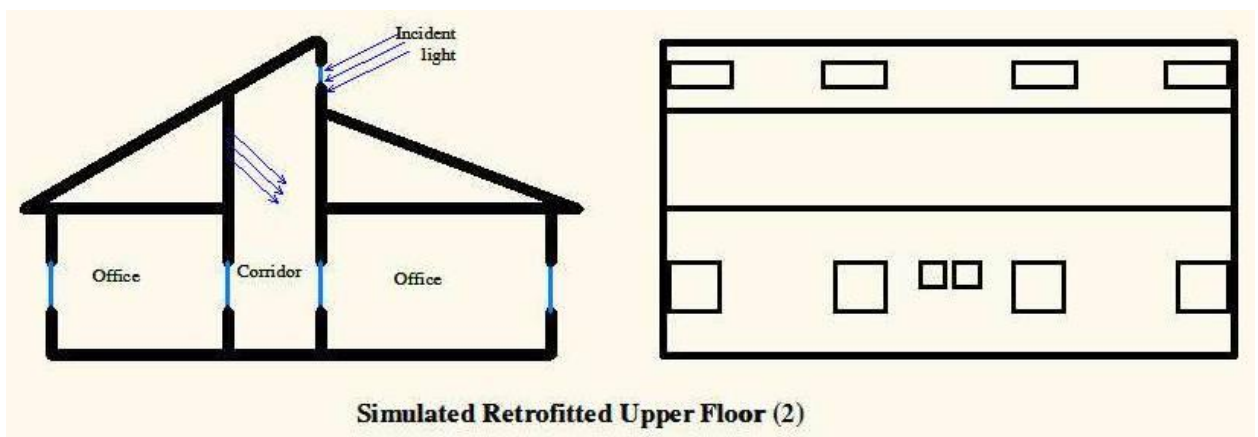 Incident
light
Office
Corridor
Office
Simulated Retrofitted Upper Floor (2)